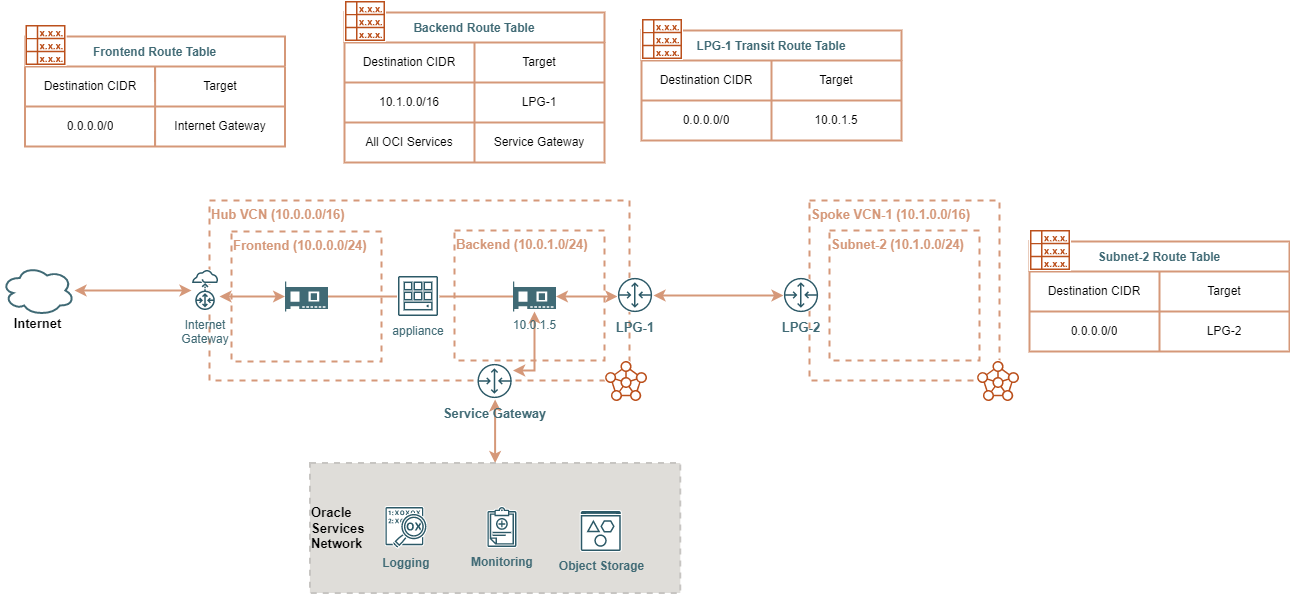 x.x.x.
x.x.x.
x.x.x.
Frontend Route Table
Destination CIDR
Target
0.0.0.0/0
Internet Gateway
x.x.x.
x.x.x.
x.x.x.
Backend Route Table
Destination CIDR
Target
10.1.0.0/16
LPG-1
All OCI Services
Service Gateway
x.x.x.
x.x.x.
x.x.x.
LPG-1 Transit Route Table
Destination CIDR
Target
0.0.0.0/0
10.0.1.5
Hub VCN (10.0.0.0/16)
Frontend (10.0.0.0/24)
Backend (10.0.1.0/24)
Spoke VCN-1 (10.1.0.0/16)
Subnet-2 (10.1.0.0/24)
x.x.x.
x.x.x.
x.x.x.
Subnet-2 Route Table
Destination CIDR
Target
0.0.0.0/0
LPG-2
Internet
Internet
Gateway
appliance
10.0.1.5
LPG-1
LPG-2
Service Gateway
Oracle
Services
Network
1:XOXOX
2:X
OX
Logging
Monitoring
Object Storage